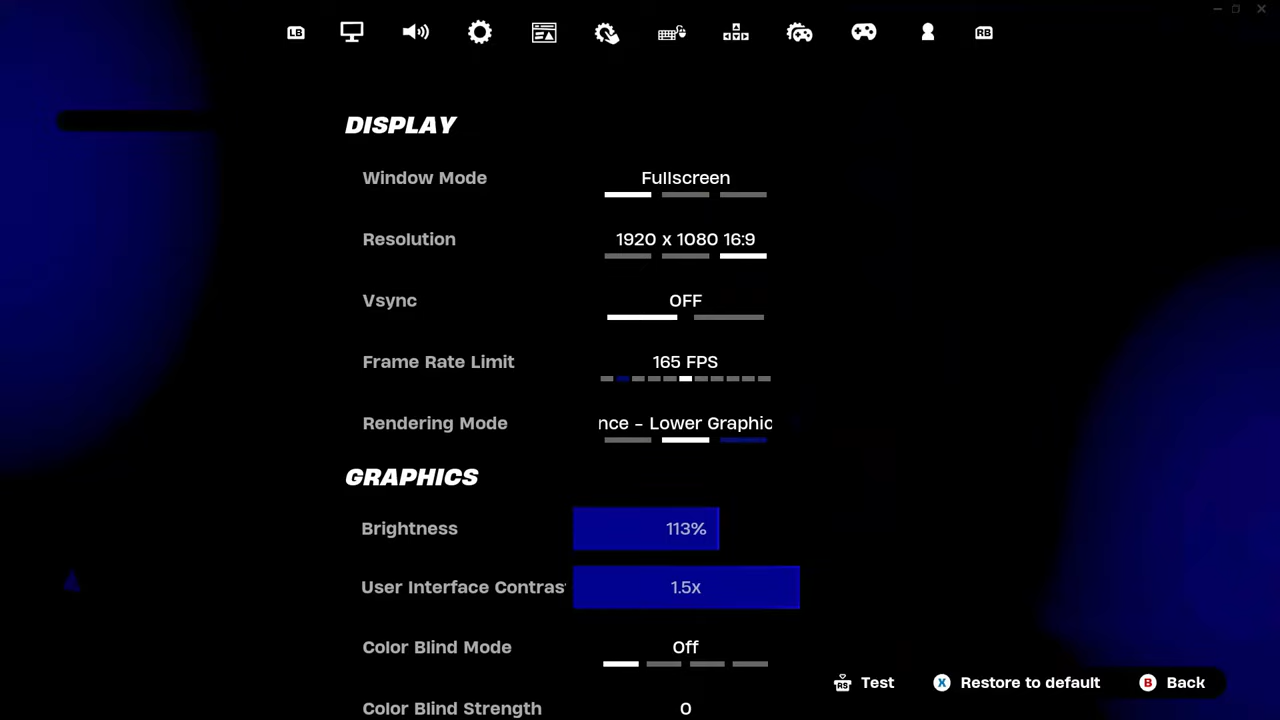 LB
RB
DISPLAY
Window Mode
Fullscreen
Resolution
1920 x 1080 16:9
Vsync
OFF
Frame Rate Limit
165 FPS
Rendering Mode
nce - Lower Graphic
GRAPHICS
Brightness
113%
User Interface Contras
1.5x
Color Blind Mode
Off
Color Blind Strength
0
RS Test
X Restore to default
B Back